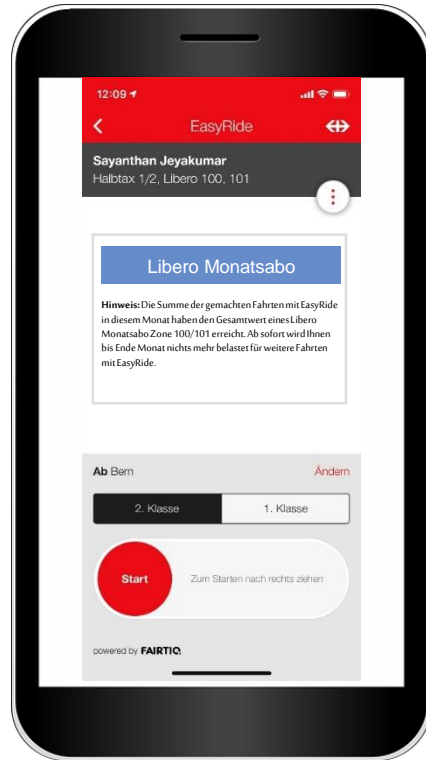 12:09
EasyRide
Sayanthan Jeyakumar
Halbtax 1/2, Libero 100, 101
Libero Monatsabo
Hinweis: Die Summe der gemachten Fahrten mit EasyRide
in diesem Monat haben den Gesamtwert eines Libero
Monatsabo Zone 100/101 erreicht. Ab sofort wird Ihnen
bis Ende Monat nichts mehr belastet für weitere Fahrten
mit EasyRide.
Ab Bern Ändern
2. Klasse 1. Klasse
Start Zum Starten nach rechts ziehen
powered by FAIRTIQ